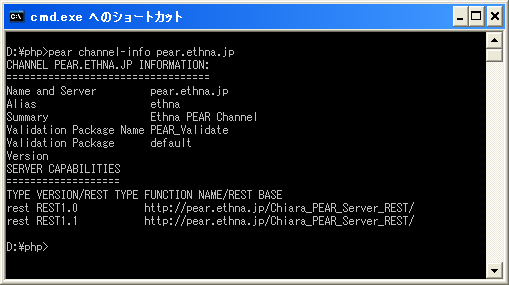 cmd.exe へのショートカット
D:¥php>pear channel-info pear.ethna.jp
CHANNEL PEAR.ETHNA.JP INFORMATION:
==================================
Name and Server         pear.ethna.jp
Alias                   ethna
Summary                 Ethna PEAR Channel
Validation Package Name PEAR_Validate
Validation Package      default
Version
SERVER CAPABILITIES
===================
TYPE VERSION/REST TYPE FUNCTION NAME/REST BASE
rest REST1.0           http://pear.ethna.jp/Chiara_PEAR_Server_REST/
rest REST1.1           http://pear.ethna.jp/Chiara_PEAR_Server_REST/
D:¥php>